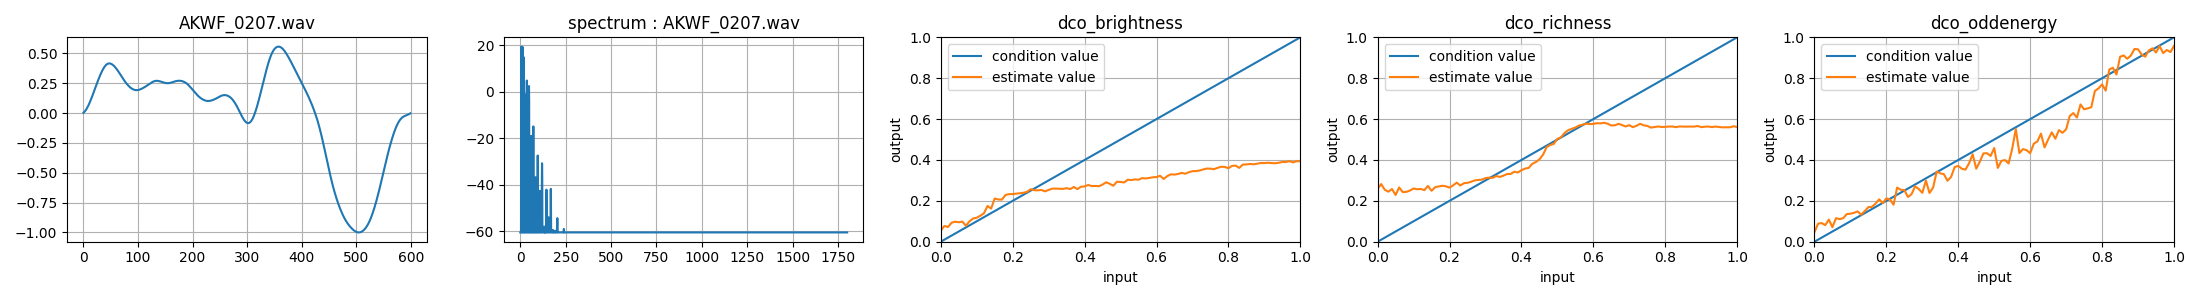 AKWF_0207.wav
0.50
0.25
0.00
−0.25
−0.50
−0.75
−1.00
0 100 200 300 400 500 600
spectrum : AKWF_0207.wav
20
0
−20
−40
−60
0 250 500 750 1000 1250 1500 1750
dco_brightness
condition value
estimate value
output
1.0
0.8
0.6
0.4
0.2
0.0
0.0 0.2 0.4 0.6 0.8 1.0
input
dco_richness
condition value
estimate value
output
1.0
0.8
0.6
0.4
0.2
0.0
0.0 0.2 0.4 0.6 0.8 1.0
input
dco_oddenergy
condition value
estimate value
output
1.0
0.8
0.6
0.4
0.2
0.0
0.0 0.2 0.4 0.6 0.8 1.0
input